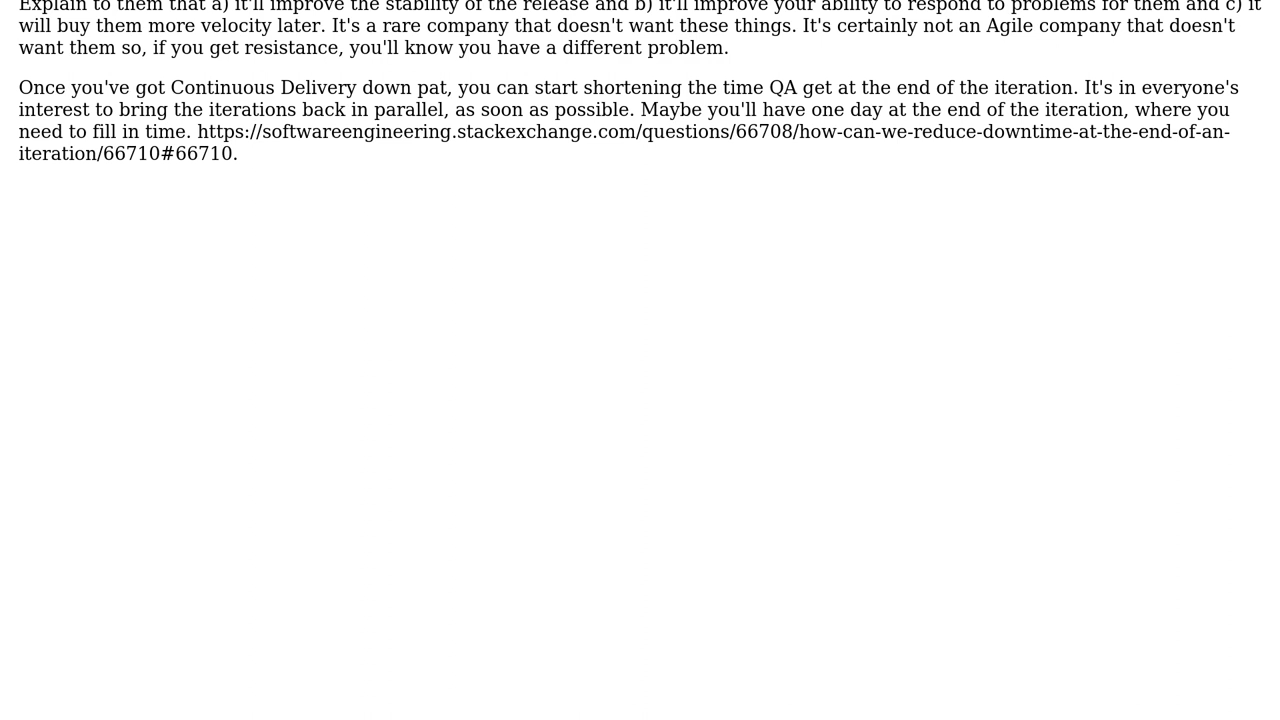 Explain to them that a) it'll improve the stability of the release and b) it'll improve your ability to respond to problems for them and c) it
will buy them more velocity later. It's a rare company that doesn't want these things. It's certainly not an Agile company that doesn't
want them so, if you get resistance, you'll know you have a different problem.
Once you've got Continuous Delivery down pat, you can start shortening the time QA get at the end of the iteration. It's in everyone's
interest to bring the iterations back in parallel, as soon as possible. Maybe you'll have one day at the end of the iteration, where you
need to fill in time. https://softwareengineering.stackexchange.com/questions/66708/how-can-we-reduce-downtime-at-the-end-of-an-
iteration/66710#66710.